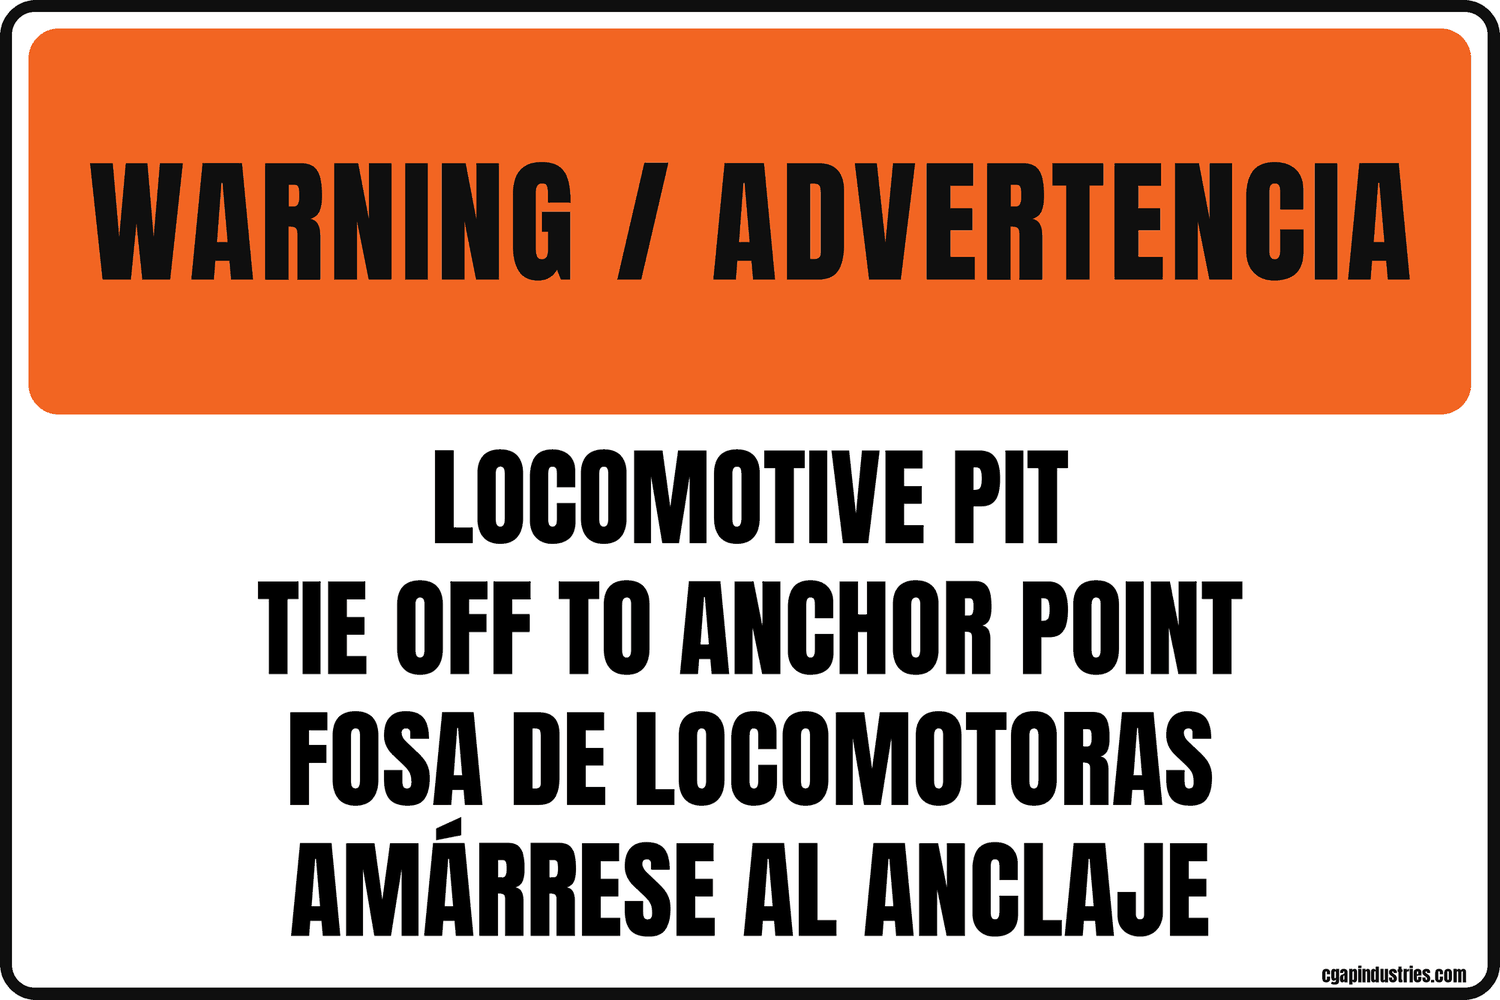 WARNING / ADVERTENCIA
LOCOMOTIVE PIT
TIE OFF TO ANCHOR POINT
FOSA DE LOCOMOTORAS
AMÁRRESE AL ANCLAJE
cgapindustries.com